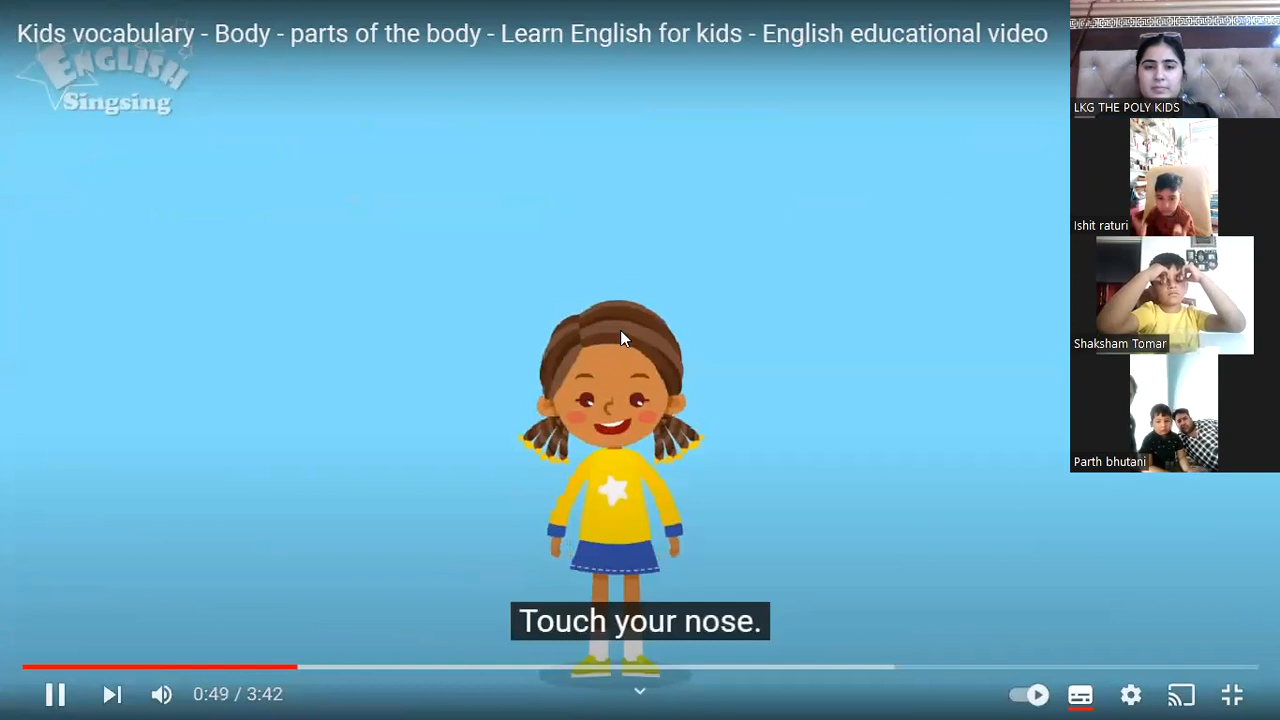 Kids vocabulary - Body - parts of the body - Learn English for kids - English educational video
ENGLISH
Singsing
LKG THE POLY KIDS
Ishit raturi
Shaksham Tomar
Parth bhutani
Touch your nose.
0:49 / 3:42